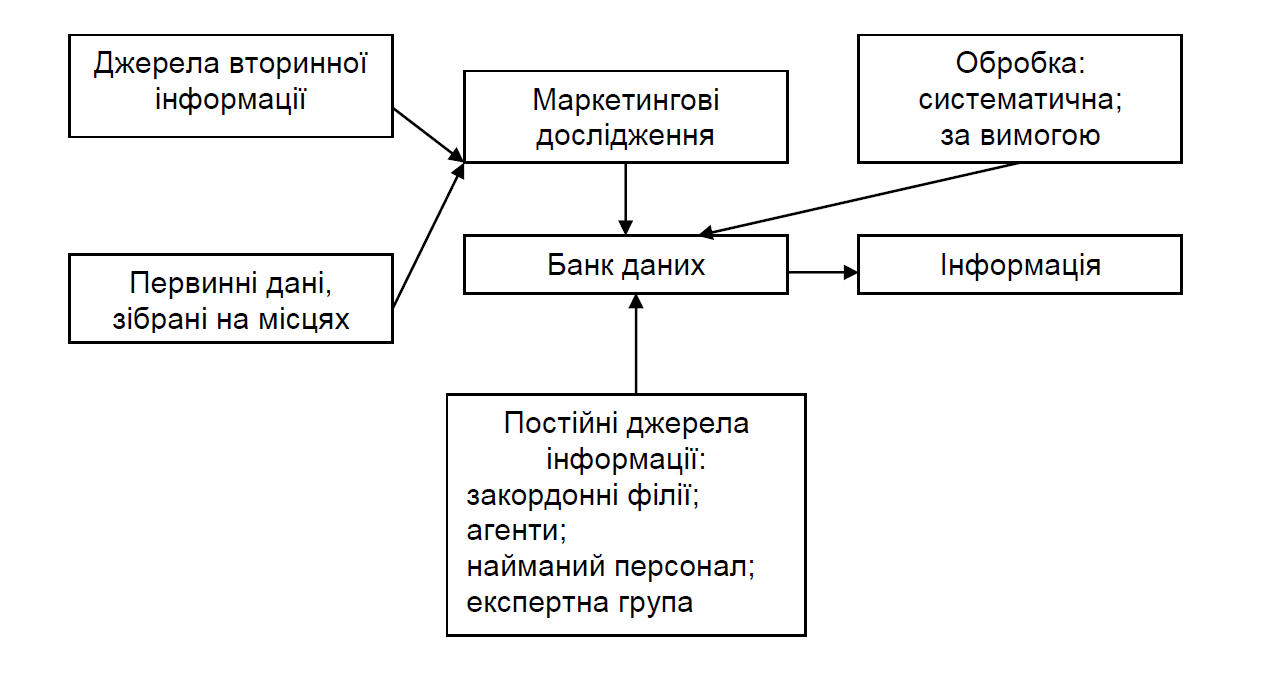 Джерела вторинної
інформації
Маркетингові
дослідження
Обробка:
систематична;
за вимогою
Первинні дані,
зібрані на місцях
Банк даних
Інформація
Постійні джерела
інформації:
закордонні філії;
агенти;
найманий персонал;
експертна група